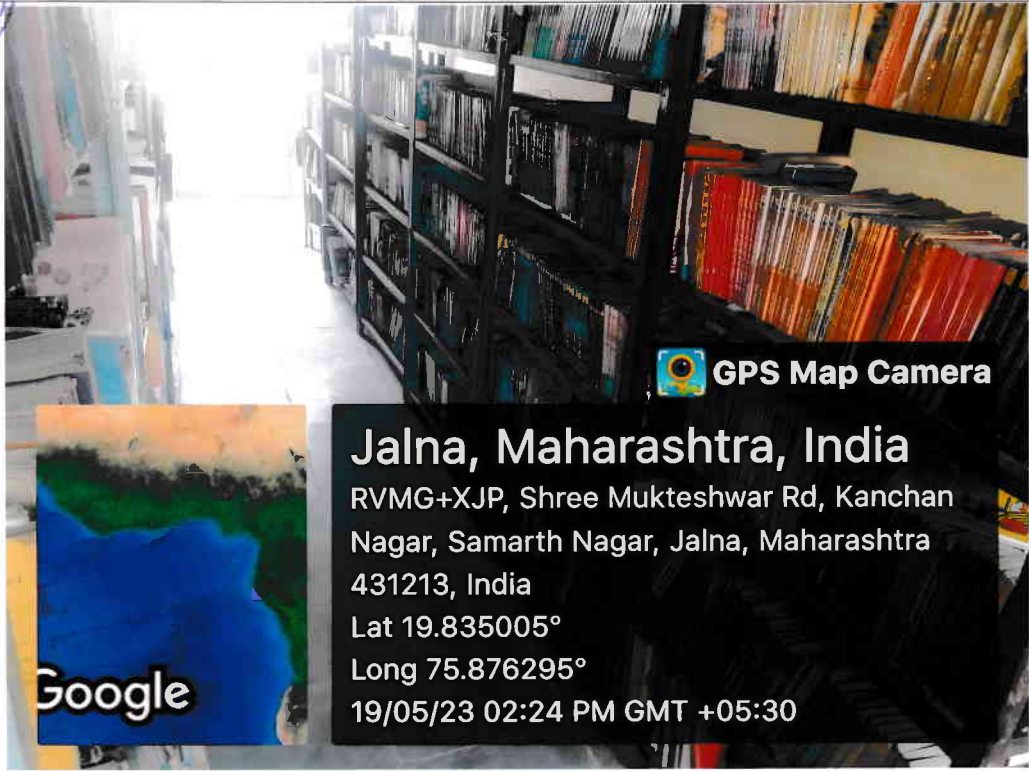 GPS Map Camera
Jalna, Maharashtra, India
RVMG+XJP, Shree Mukteshwar Rd, Kanchan
Nagar, Samarth Nagar, Jalna, Maharashtra
431213, India
Lat 19.835005°
Long 75.876295°
19/05/23 02:24 PM GMT +05:30
Google